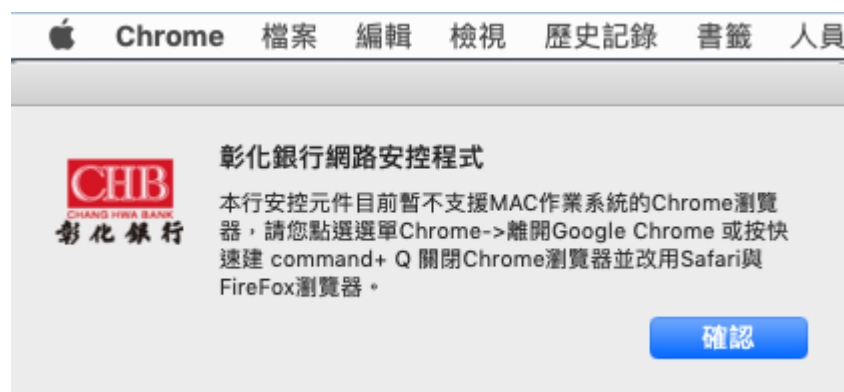 Chrome 檔案 編輯 檢視 歷史記錄 書籤 人員
彰化銀行網路安控程式
CHB
CHANG HWA BANK
彰化銀行
本行安控元件目前暫不支援MAC作業系統的Chrome瀏覽
器,請您點選選單Chrome->離開Google Chrome 或按快
速建 command+ Q 關閉Chrome瀏覽器並改用Safari與
FireFox瀏覽器。
確認